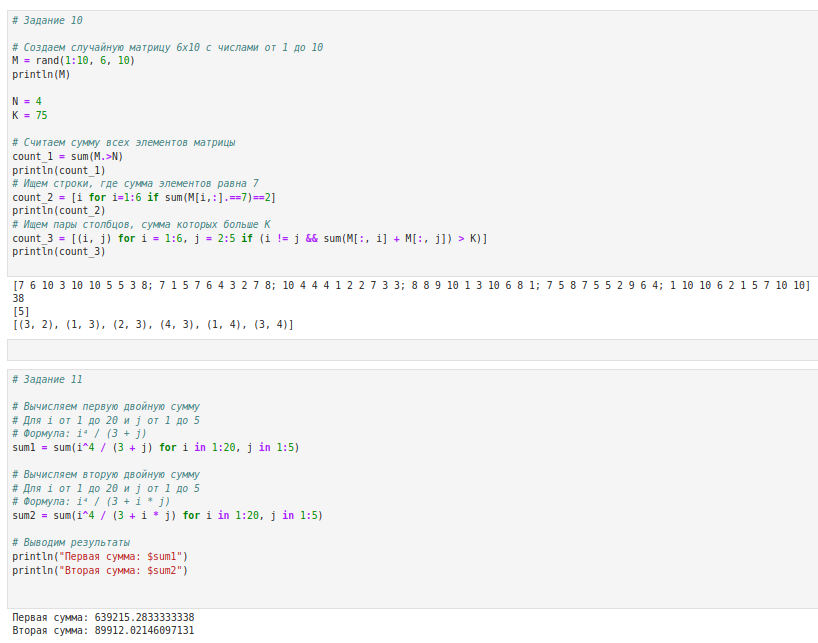 # Задание 10
# Создаем случайную матрицу 6x10 с числами от 1 до 10
M = rand(1:10, 6, 10)
println(M)
N = 4
K = 75
# Считаем сумму всех элементов матрицы
count_1 = sum(M.>N)
println(count_1)
# Ищем строки, где сумма элементов равна 7
count_2 = [i for i=1:6 if sum(M[i,:].==7)==2]
println(count_2)
# Ищем пары столбцов, сумма которых больше K
count_3 = [(i, j) for i = 1:6, j = 2:5 if (i != j && sum(M[:, i] + M[:, j]) > K)]
println(count_3)
[7 6 10 3 10 10 5 5 3 8; 7 1 5 7 6 4 3 2 7 8; 10 4 4 4 1 2 2 7 3 3; 8 8 9 10 1 3 10 6 8 1; 7 5 8 7 5 5 2 9 6 4; 1 10 10 6 2 1 5 7 10 10]
38
[5]
[(3, 2), (1, 3), (2, 3), (4, 3), (1, 4), (3, 4)]
# Задание 11
# Вычисляем первую двойную сумму
# Для i от 1 до 20 и j от 1 до 5
# Формула: i⁴ / (3 + j)
sum1 = sum(i^4 / (3 + j) for i in 1:20, j in 1:5)
# Вычисляем вторую двойную сумму
# Для i от 1 до 20 и j от 1 до 5
# Формула: i⁴ / (3 + i * j)
sum2 = sum(i^4 / (3 + i * j) for i in 1:20, j in 1:5)
# Выводим результаты
println("Первая сумма: $sum1")
println("Вторая сумма: $sum2")
Первая сумма: 639215.2833333338
Вторая сумма: 89912.02146097131